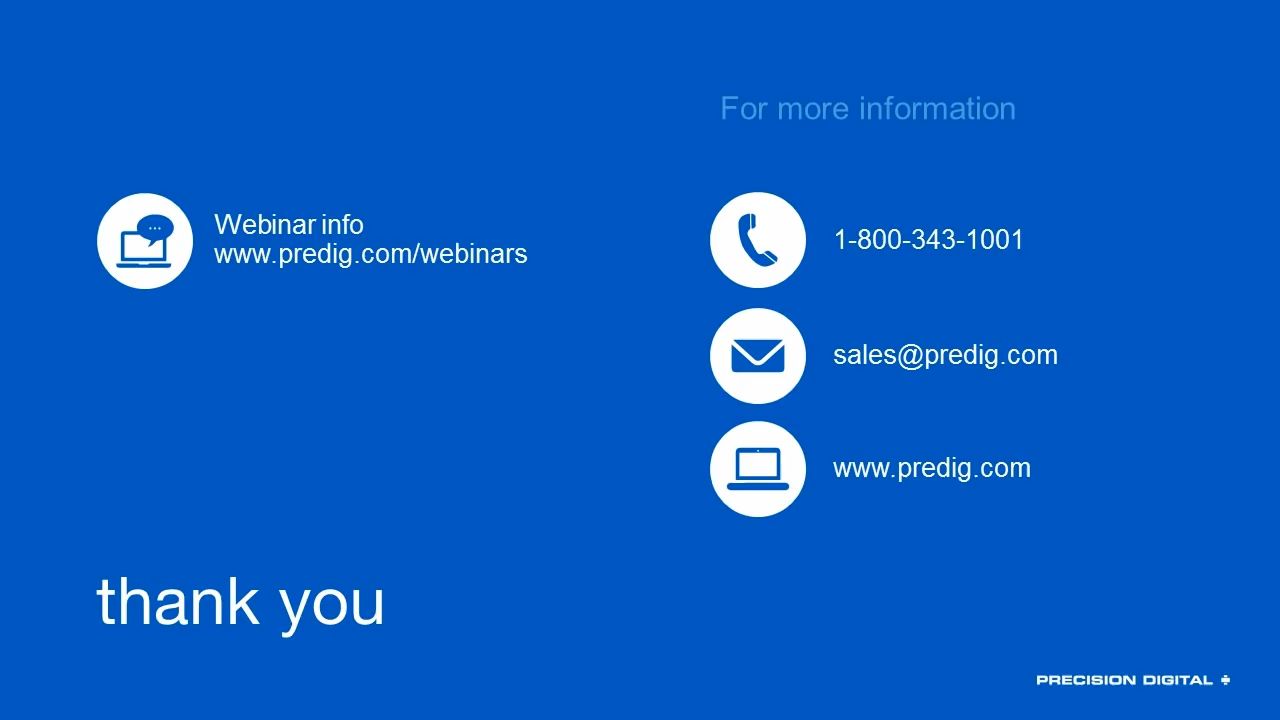 For more information
Webinar info
www.predig.com/webinars
1-800-343-1001
sales@predig.com
www.predig.com
thank you
PRECISION DIGITAL